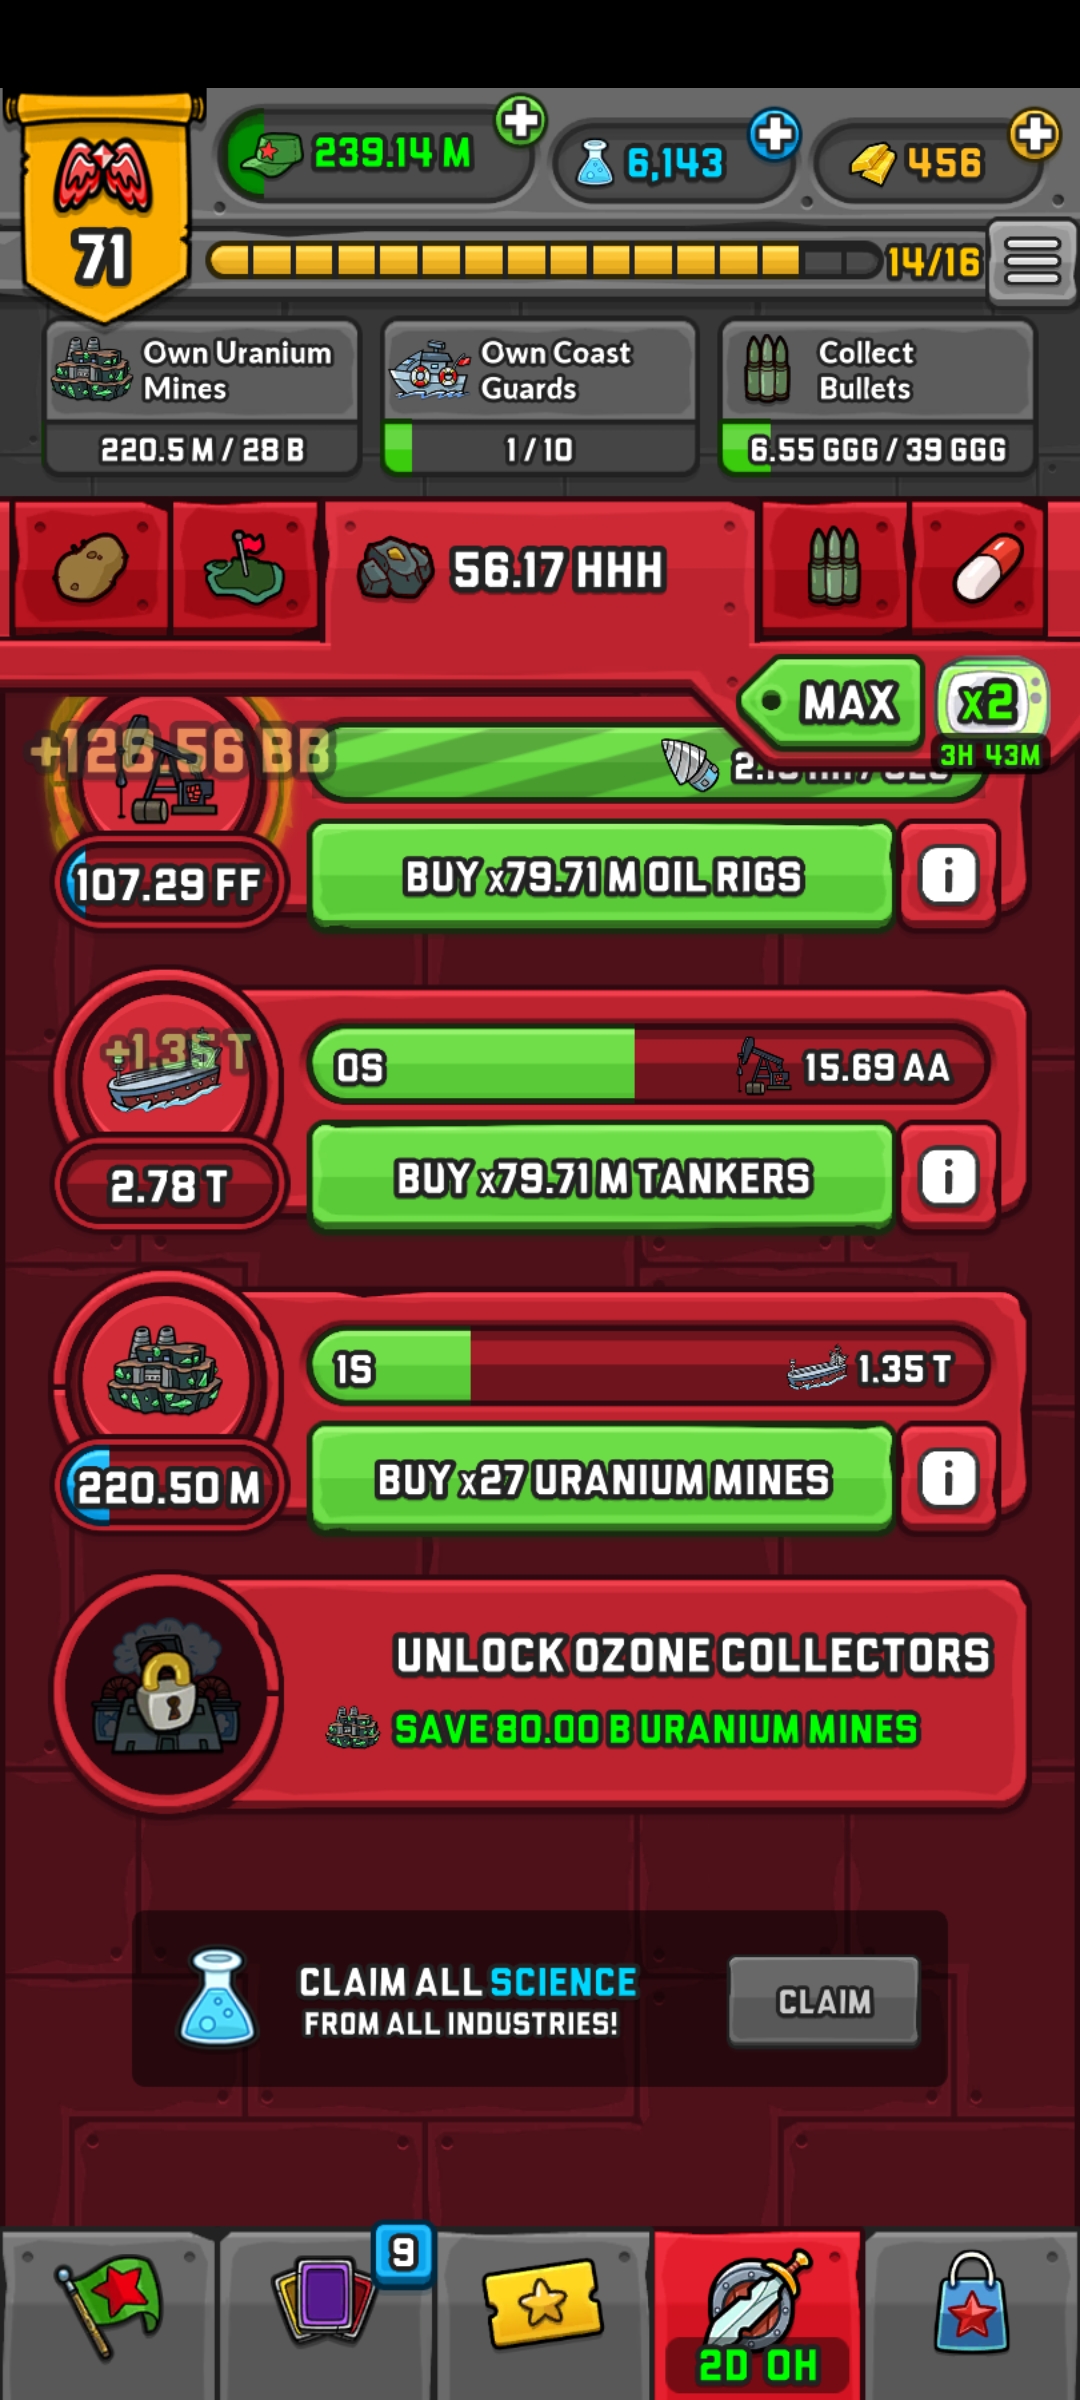 239.14 M
6,143
456
71
14/16
Own Uranium
Mines
220.5 M / 28 B
Own Coast
Guards
1 / 10
Collect
Bullets
6.55 GGG / 39 GGG
56.17 HHH
MAX
x2
3H 43M
+128.56 BB
107.29 FF
BUY x79.71 M OIL RIGS
i
+1.35 T
0S
15.69 AA
2.78 T
BUY x79.71 M TANKERS
i
1S
1.35 T
220.50 M
BUY x27 URANIUM MINES
i
UNLOCK OZONE COLLECTORS
SAVE 80.00 B URANIUM MINES
CLAIM ALL SCIENCE
FROM ALL INDUSTRIES!
CLAIM
9
2D 0H